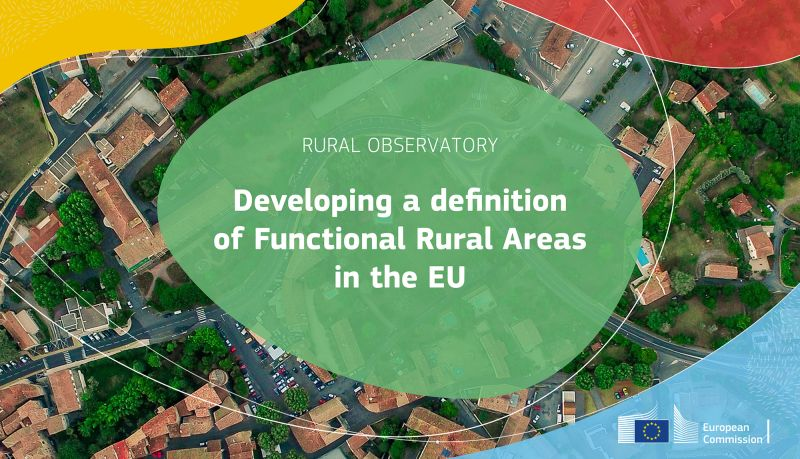 RURAL OBSERVATORY
Developing a definition
of Functional Rural Areas
in the EU
European
Commission